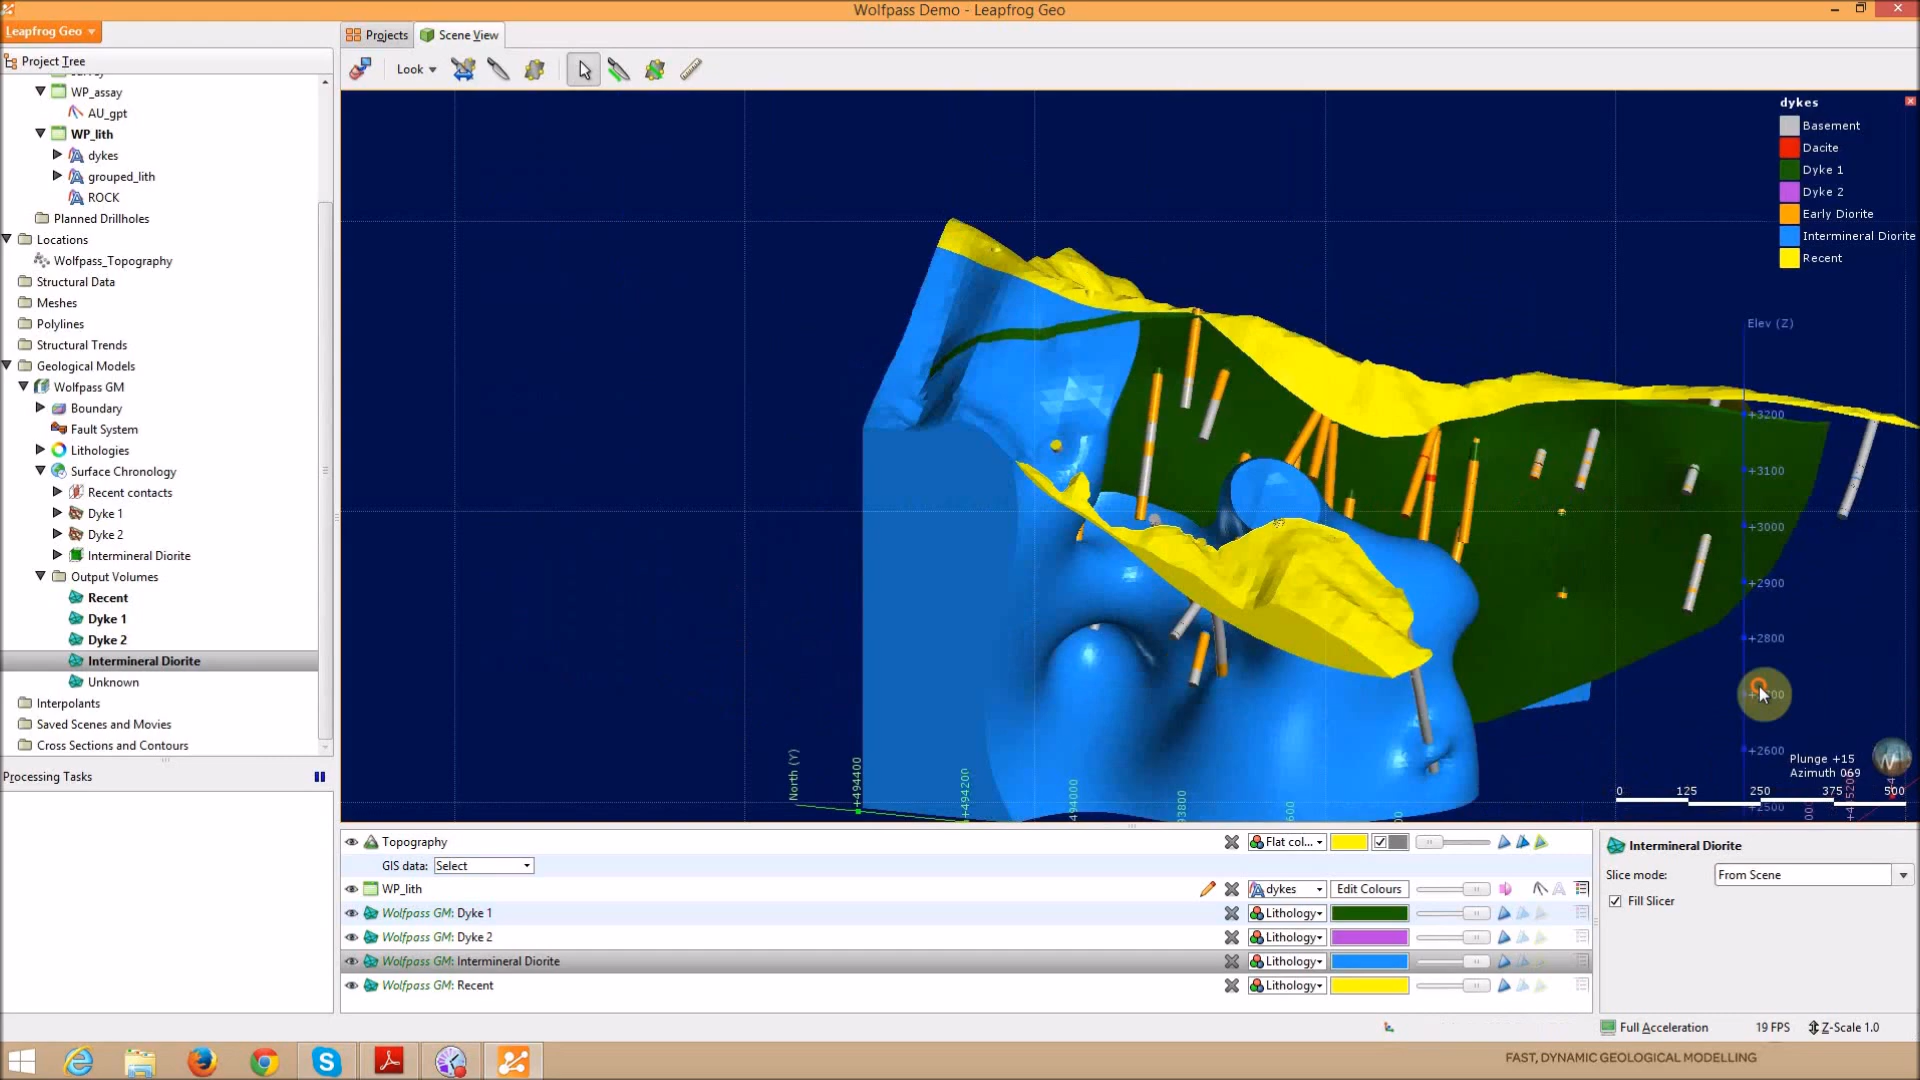 Wolfpass Demo - Leapfrog Geo
Leapfrog Geo
Projects
Scene View
Project Tree
Look
WP_assay
AU_gpt
WP_lith
dykes
grouped_lith
ROCK
Planned Drillholes
Locations
Wolfpass_Topography
Structural Data
Meshes
Polylines
Structural Trends
Geological Models
Wolfpass GM
Boundary
Fault System
Lithologies
Surface Chronology
Recent contacts
Dyke 1
Dyke 2
Intermineral Diorite
Output Volumes
Recent
Dyke 1
Dyke 2
Intermineral Diorite
Unknown
Interpolants
Saved Scenes and Movies
Cross Sections and Contours
Processing Tasks
dykes
Basement
Dacite
Dyke 1
Dyke 2
Early Diorite
Intermineral Diorite
Recent
Elev (Z)
+3200
+3100
+3000
+2900
+2800
+2600
+2500
North (Y)
+494400
+494200
Plunge +15
Azimuth 069
0 125 250 375 500
Topography
Flat col...
GIS data: Select
WP_lith
dykes
Edit Colours
Wolfpass GM: Dyke 1
Lithology
Wolfpass GM: Dyke 2
Lithology
Wolfpass GM: Intermineral Diorite
Lithology
Wolfpass GM: Recent
Lithology
Intermineral Diorite
Slice mode: From Scene
Fill Slicer
Full Acceleration
19 FPS
Z-Scale 1.0
FAST, DYNAMIC GEOLOGICAL MODELLING